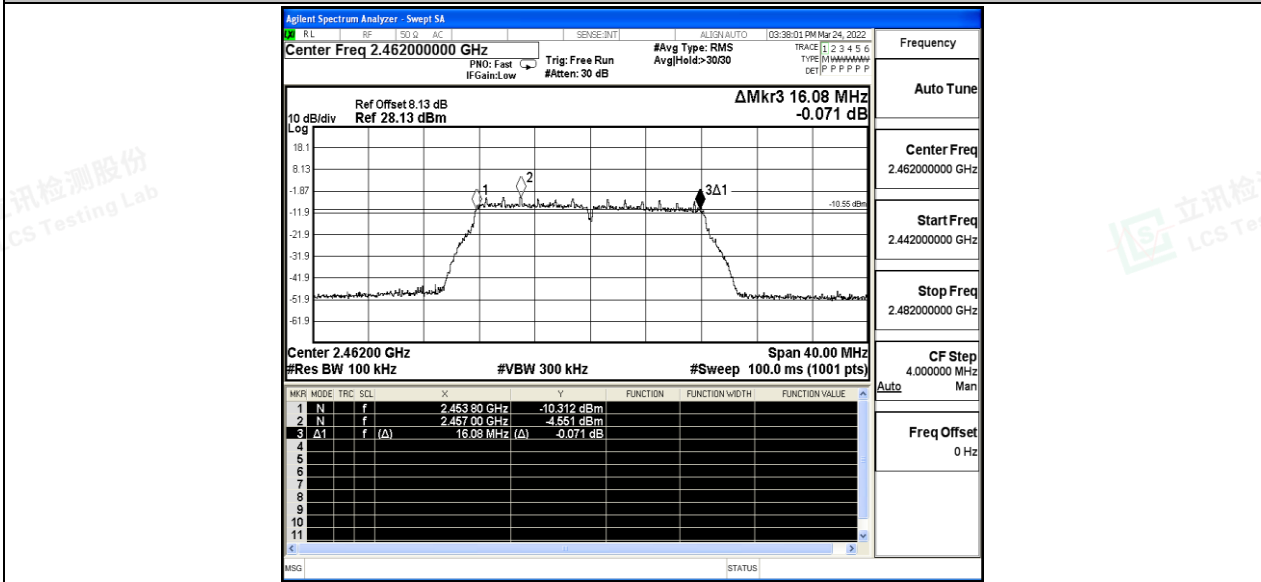 Agilent Spectrum Analyzer - Swept SA
RL RF 50 Ω AC SENSE:INT ALIGN AUTO 03:38:01 PM Mar 24, 2022
Center Freq 2.462000000 GHz
PNO: Fast
IFGain:Low
Trig: Free Run
#Atten: 30 dB
#Avg Type: RMS
Avg|Hold:>30/30
TRACE 1 2 3 4 5 6
TYPE M
DET P P P P P P
Frequency
Auto Tune
Center Freq
2.462000000 GHz
Start Freq
2.442000000 GHz
Stop Freq
2.482000000 GHz
CF Step
4.000000 MHz
Auto Man
Freq Offset
0 Hz
ΔMkr3 16.08 MHz
-0.071 dB
Ref Offset 8.13 dB
10 dB/div Ref 28.13 dBm
Log
18.1
8.13
-1.87
-11.9
-21.9
-31.9
-41.9
-51.9
-61.9
1
2
3Δ1
-10.55 dBm
Center 2.46200 GHz Span 40.00 MHz
#Res BW 100 kHz #VBW 300 kHz #Sweep 100.0 ms (1001 pts)
MKR MODE TRC SCL X Y FUNCTION FUNCTION WIDTH FUNCTION VALUE
1 N f 2.453 80 GHz -10.312 dBm
2 N f 2.457 00 GHz -4.551 dBm
3 Δ1 f (Δ) 16.08 MHz (Δ) -0.071 dB
4
5
6
7
8
9
10
11
MSG STATUS
讯检测股份
CS Testing Lab
立讯检
LCS Tes